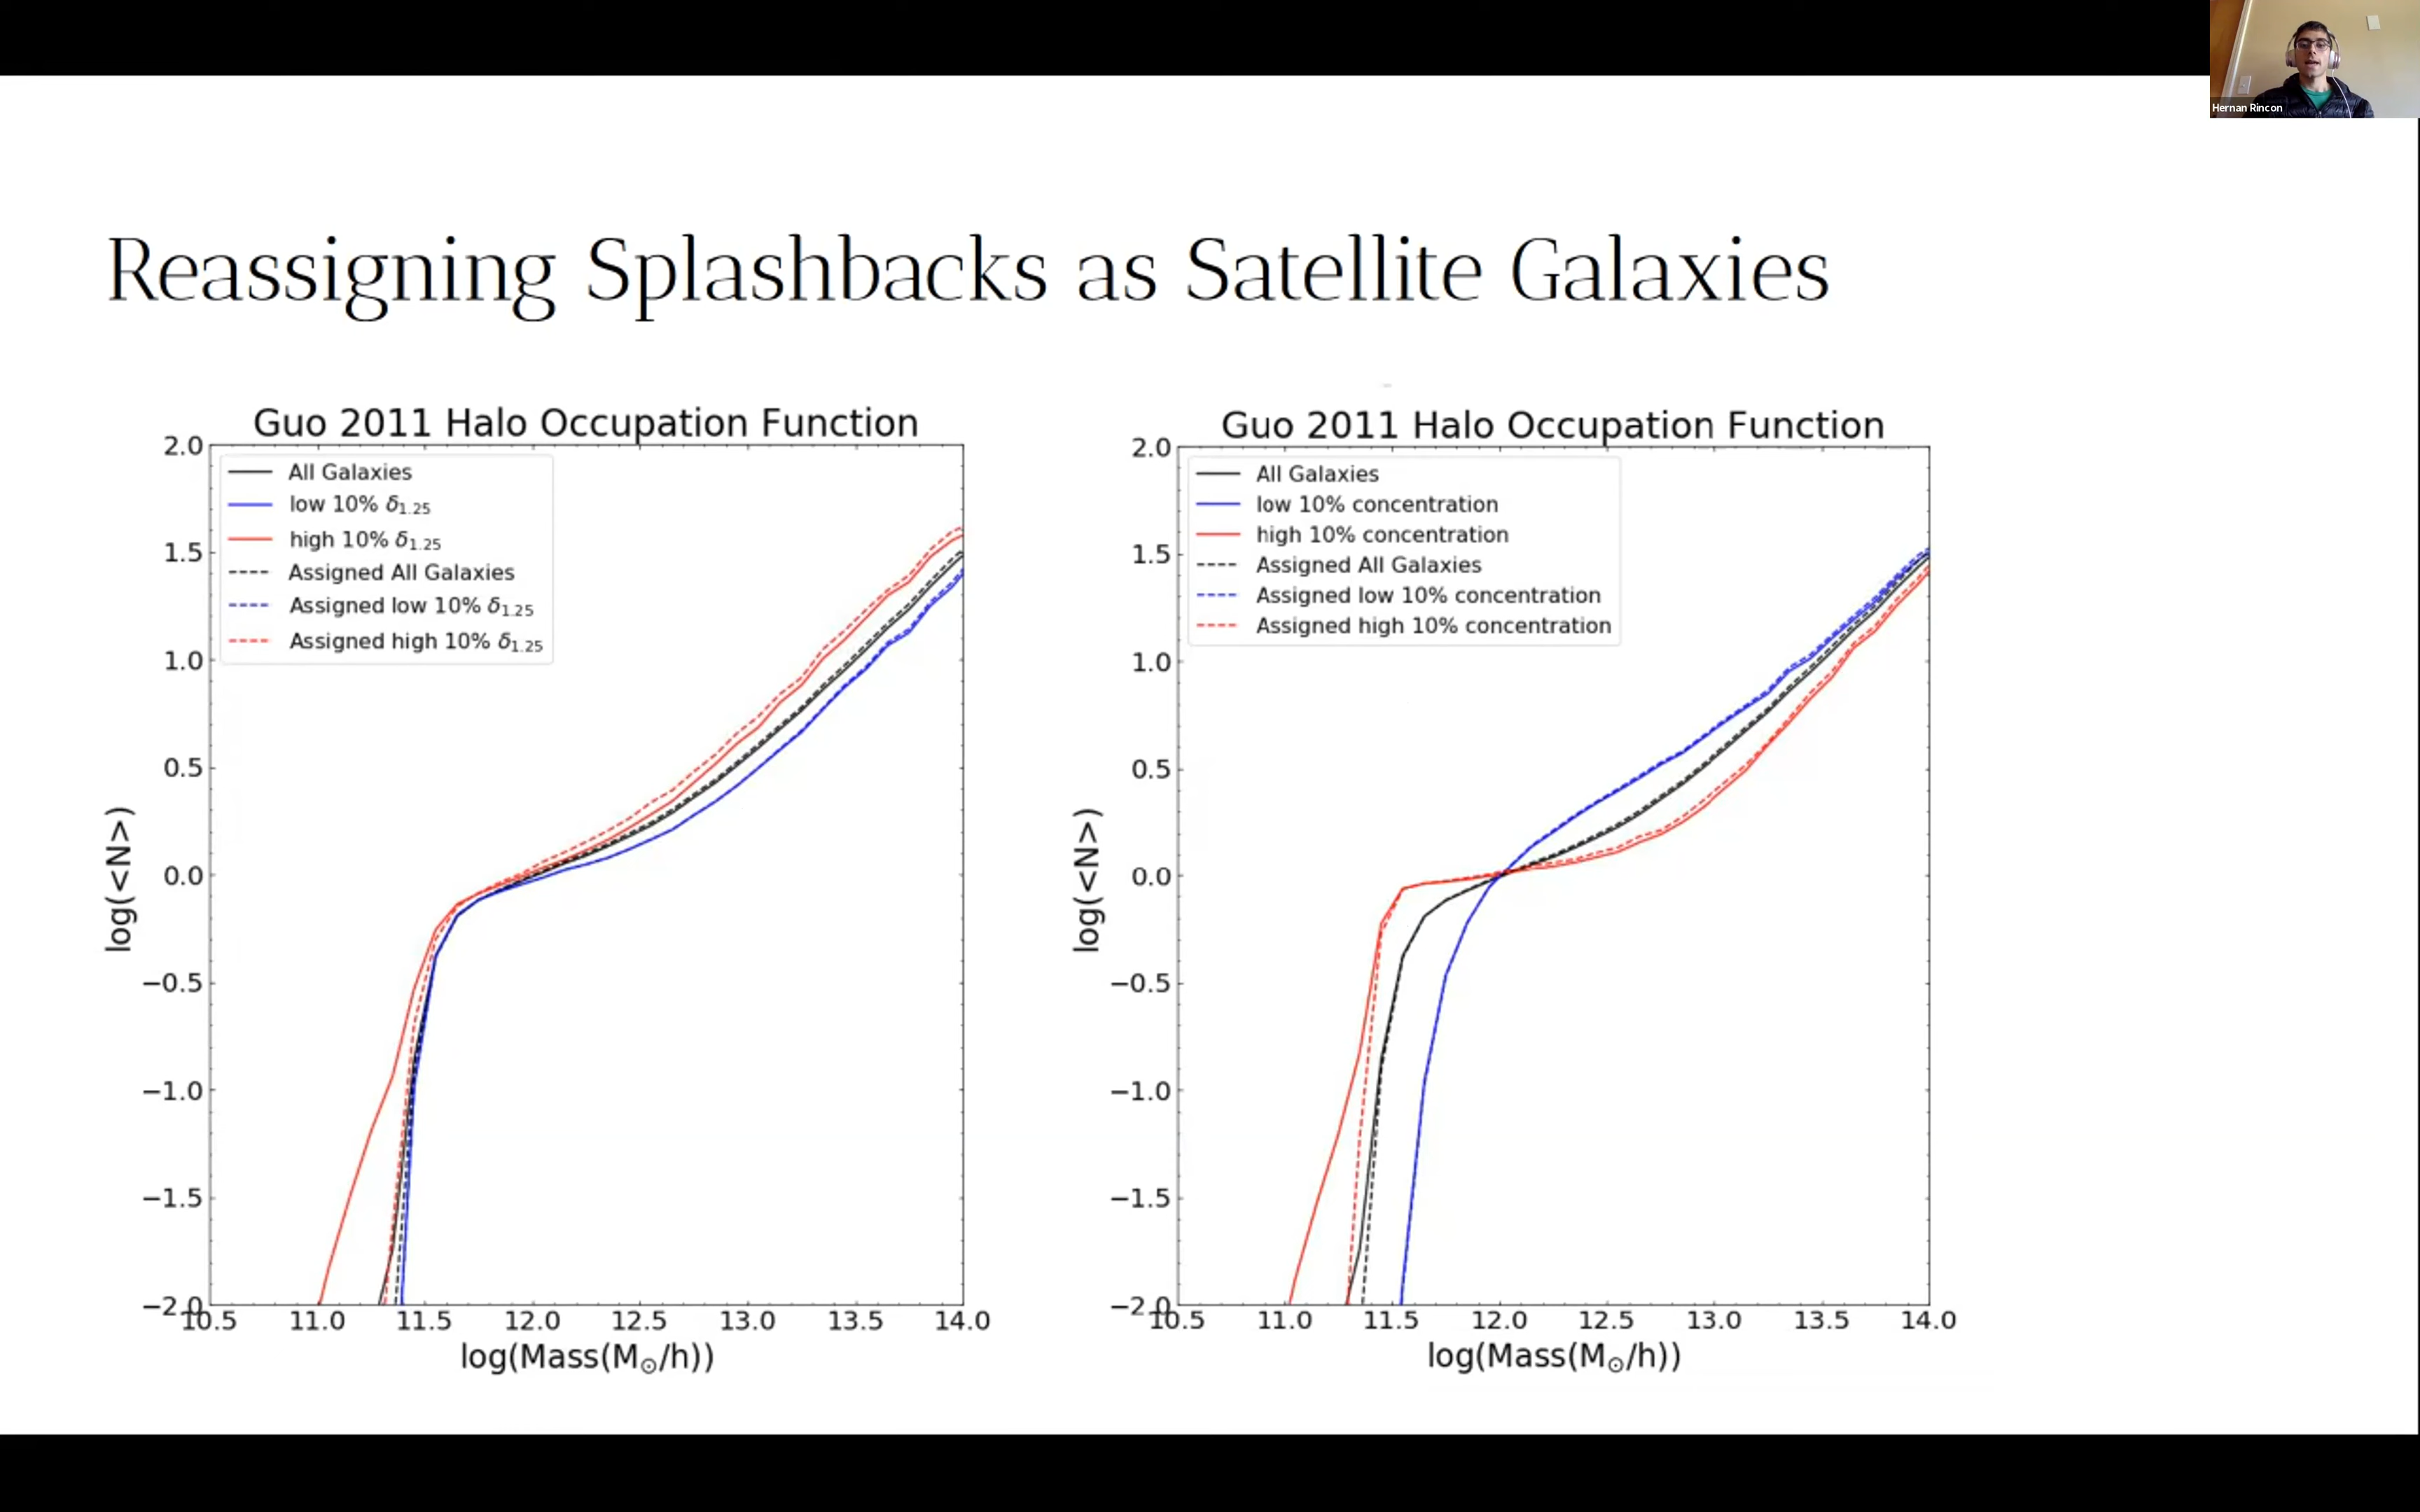 Hernan Rincon
Reassigning Splashbacks as Satellite Galaxies
Guo 2011 Halo Occupation Function
All Galaxies
low 10% δ1.25
high 10% δ1.25
Assigned All Galaxies
Assigned low 10% δ1.25
Assigned high 10% δ1.25
2.0
1.5
1.0
0.5
0.0
−0.5
−1.0
−1.5
−2.0
log(<N>)
10.5 11.0 11.5 12.0 12.5 13.0 13.5 14.0
log(Mass(M⊙/h))
Guo 2011 Halo Occupation Function
All Galaxies
low 10% concentration
high 10% concentration
Assigned All Galaxies
Assigned low 10% concentration
Assigned high 10% concentration
2.0
1.5
1.0
0.5
0.0
−0.5
−1.0
−1.5
−2.0
log(<N>)
10.5 11.0 11.5 12.0 12.5 13.0 13.5 14.0
log(Mass(M⊙/h))